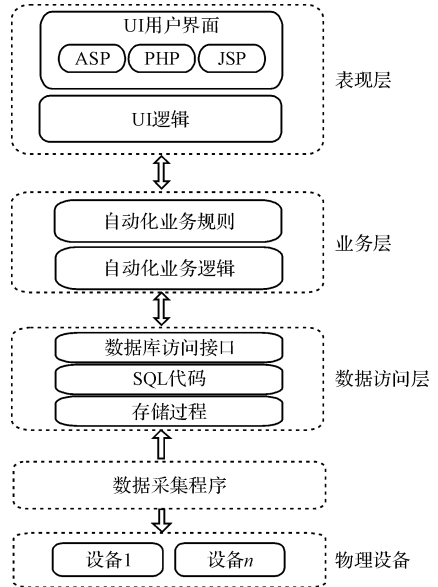 UI用户界面
ASP PHP JSP
表现层
UI逻辑
自动化业务规则
业务层
自动化业务逻辑
数据库访问接口
SQL代码
数据访问层
存储过程
数据采集程序
设备1 设备n
物理设备